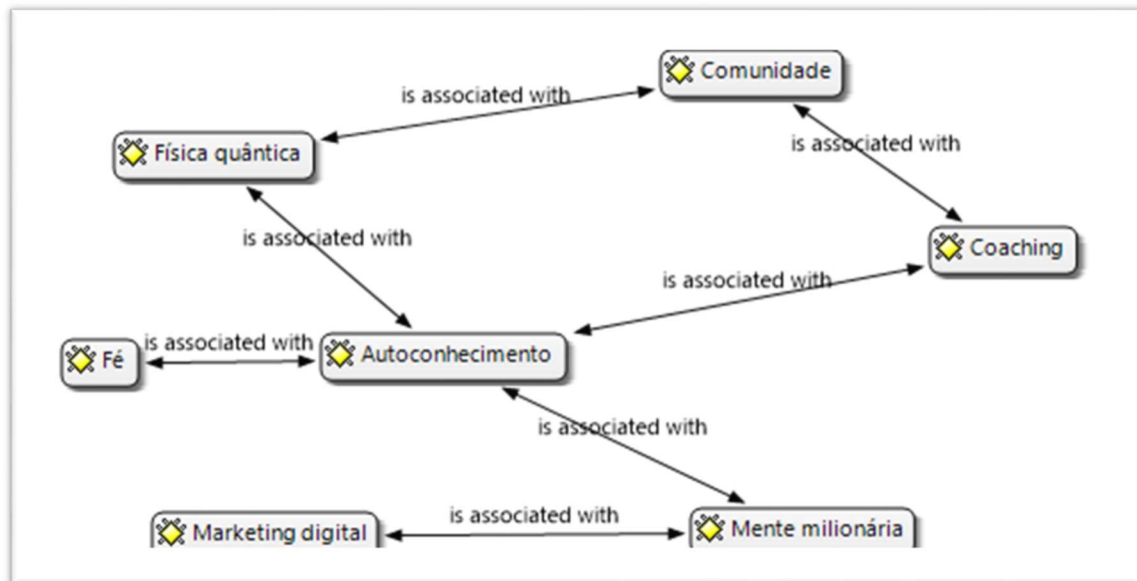 Comunidade
is associated with
is associated with
Física quântica
is associated with
Coaching
is associated with
is associated with
Fé
Autoconhecimento
is associated with
is associated with
Marketing digital
Mente milionária